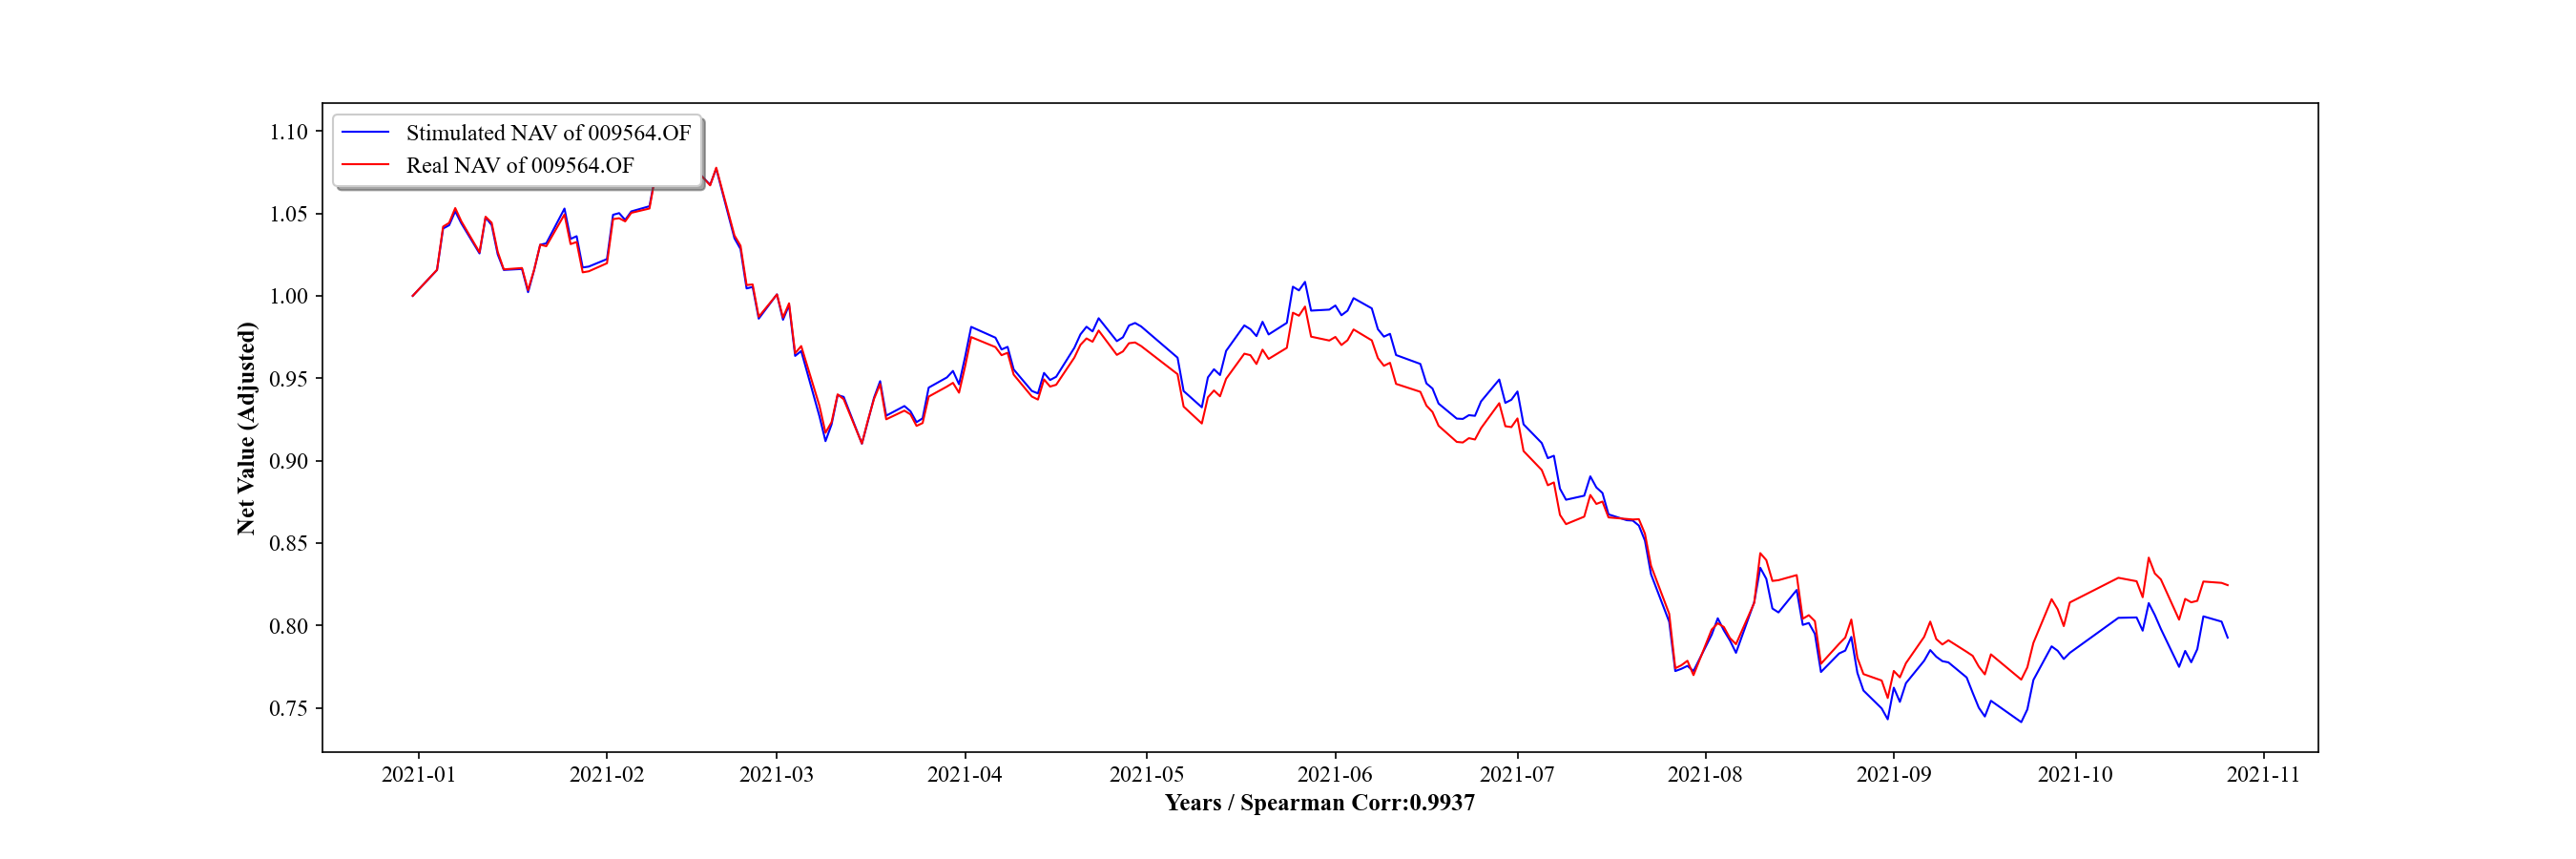 Stimulated NAV of 009564.OF
Real NAV of 009564.OF
1.10
1.05
1.00
0.95
0.90
0.85
0.80
0.75
Net Value (Adjusted)
2021-01 2021-02 2021-03 2021-04 2021-05 2021-06 2021-07 2021-08 2021-09 2021-10 2021-11
Years / Spearman Corr:0.9937